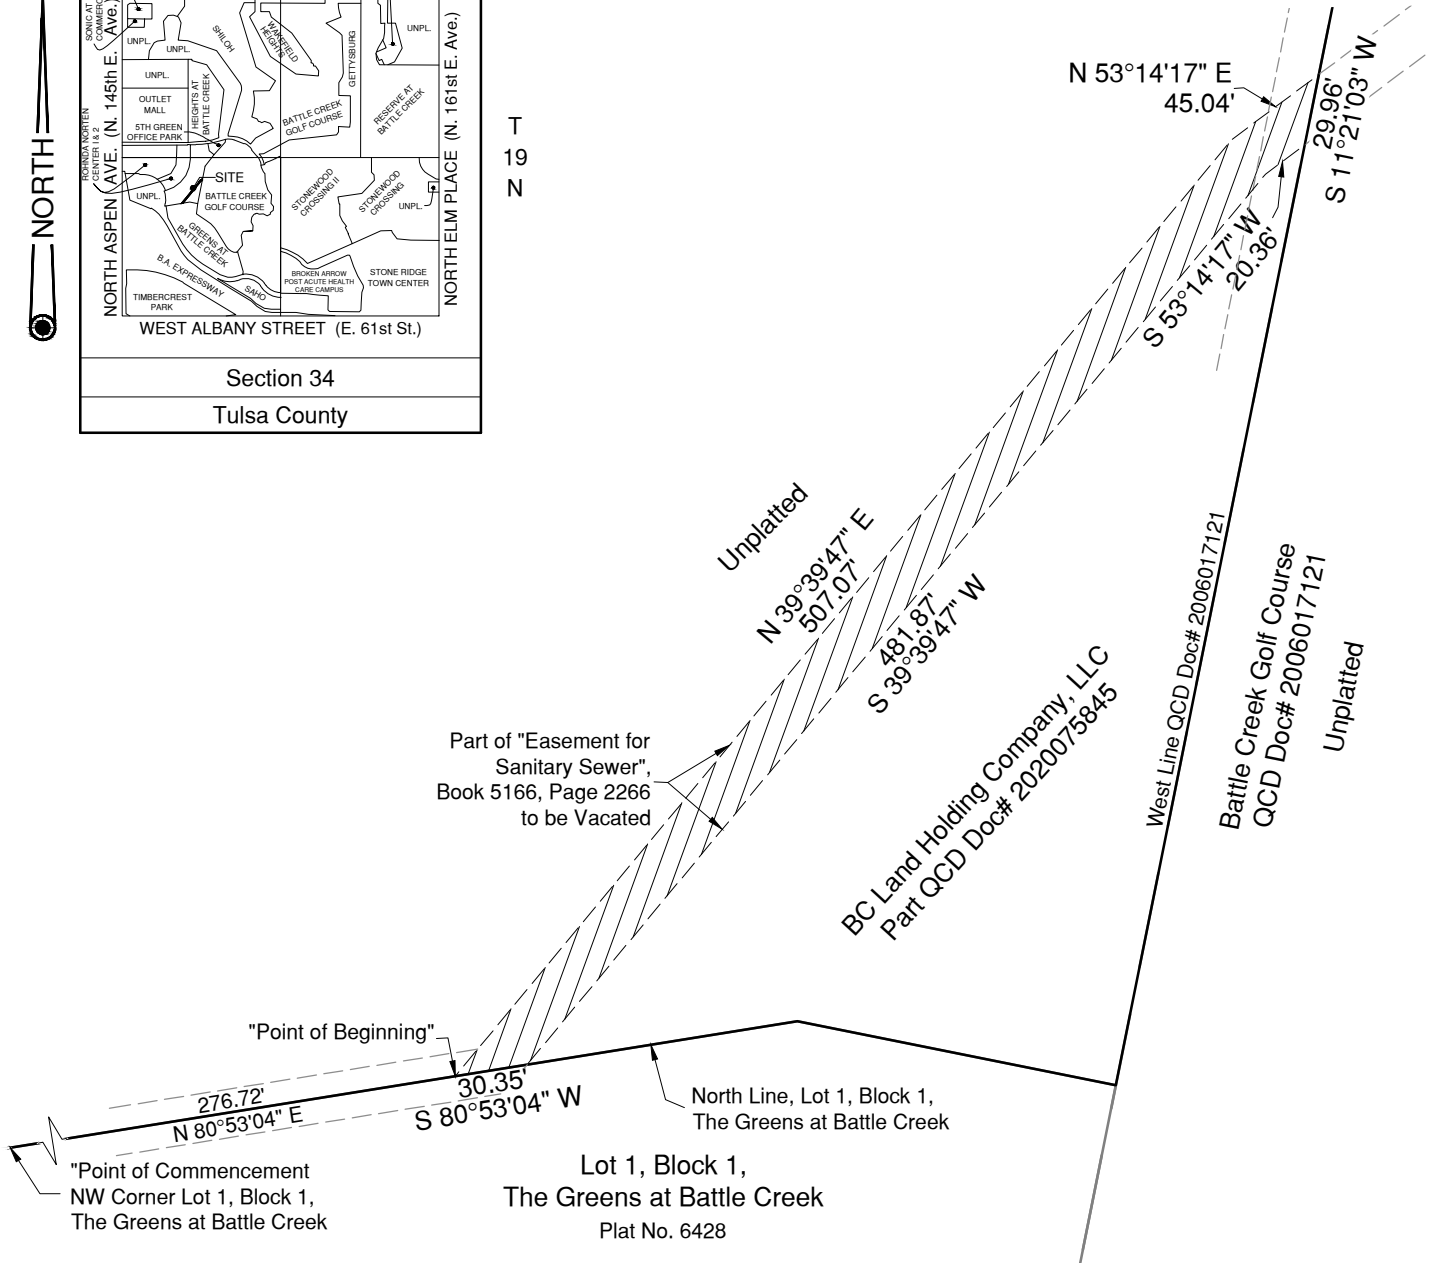 NORTH
SONIC AT
COMMERC
UNPL.
UNPL.
SHILOH
WAKEFIELD
HEIGHTS
GETTYSBURG
UNPL.
UNPL.
OUTLET
MALL
HEIGHTS AT
BATTLE CREEK
BATTLE CREEK
GOLF COURSE
RESERVE AT
BATTLE CREEK
5TH GREEN
OFFICE PARK
ROHNDA NORTEN
CENTER I & 2
SITE
UNPL.
BATTLE CREEK
GOLF COURSE
STONEWOOD
CROSSING II
STONEWOOD
CROSSING
UNPL.
GREENS AT
BATTLE CREEK
B.A. EXPRESSWAY
SAHO
BROKEN ARROW
POST ACUTE HEALTH
CARE CAMPUS
STONE RIDGE
TOWN CENTER
TIMBERCREST
PARK
NORTH ASPEN AVE. (N. 145th E. Ave.)
NORTH ELM PLACE (N. 161st E. Ave.)
WEST ALBANY STREET (E. 61st St.)
Section 34
Tulsa County
T
19
N
N 53°14'17" E
45.04'
29.96'
S 11°21'03" W
S 53°14'17" W
20.36'
Unplatted
N 39°39'47" E
507.07'
481.87'
S 39°39'47" W
West Line QCD Doc# 2006017121
Battle Creek Golf Course
QCD Doc# 2006017121
Unplatted
BC Land Holding Company, LLC
Part QCD Doc# 2020075845
Part of "Easement for
Sanitary Sewer",
Book 5166, Page 2266
to be Vacated
"Point of Beginning"
276.72'
N 80°53'04" E
30.35'
S 80°53'04" W
North Line, Lot 1, Block 1,
The Greens at Battle Creek
"Point of Commencement
NW Corner Lot 1, Block 1,
The Greens at Battle Creek
Lot 1, Block 1,
The Greens at Battle Creek
Plat No. 6428